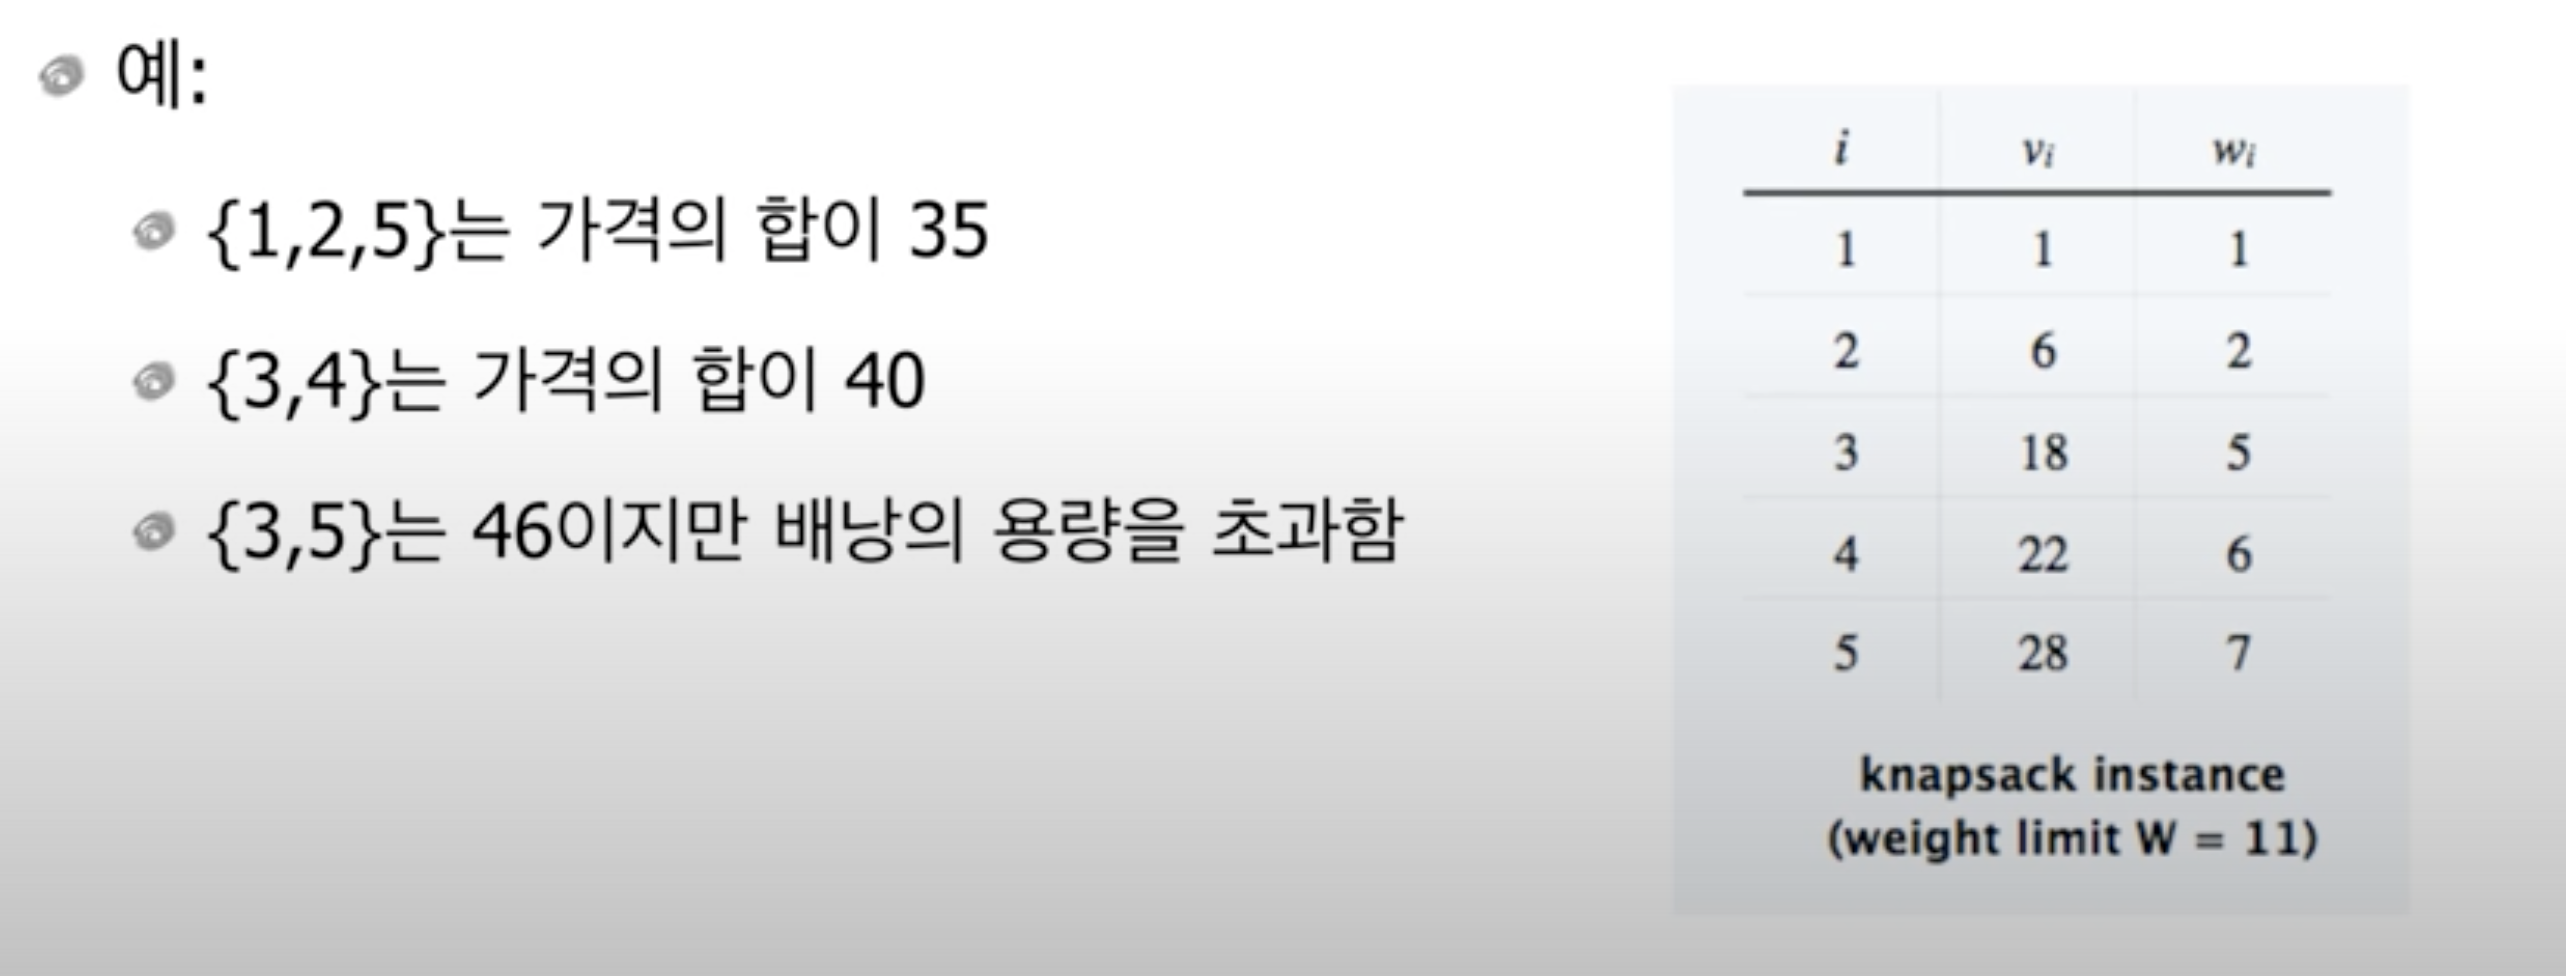 예:
{1,2,5}는 가격의 합이 35
{3,4}는 가격의 합이 40
{3,5}는 46이지만 배낭의 용량을 초과함
i vi wi
1 1 1
2 6 2
3 18 5
4 22 6
5 28 7
knapsack instance
(weight limit W = 11)